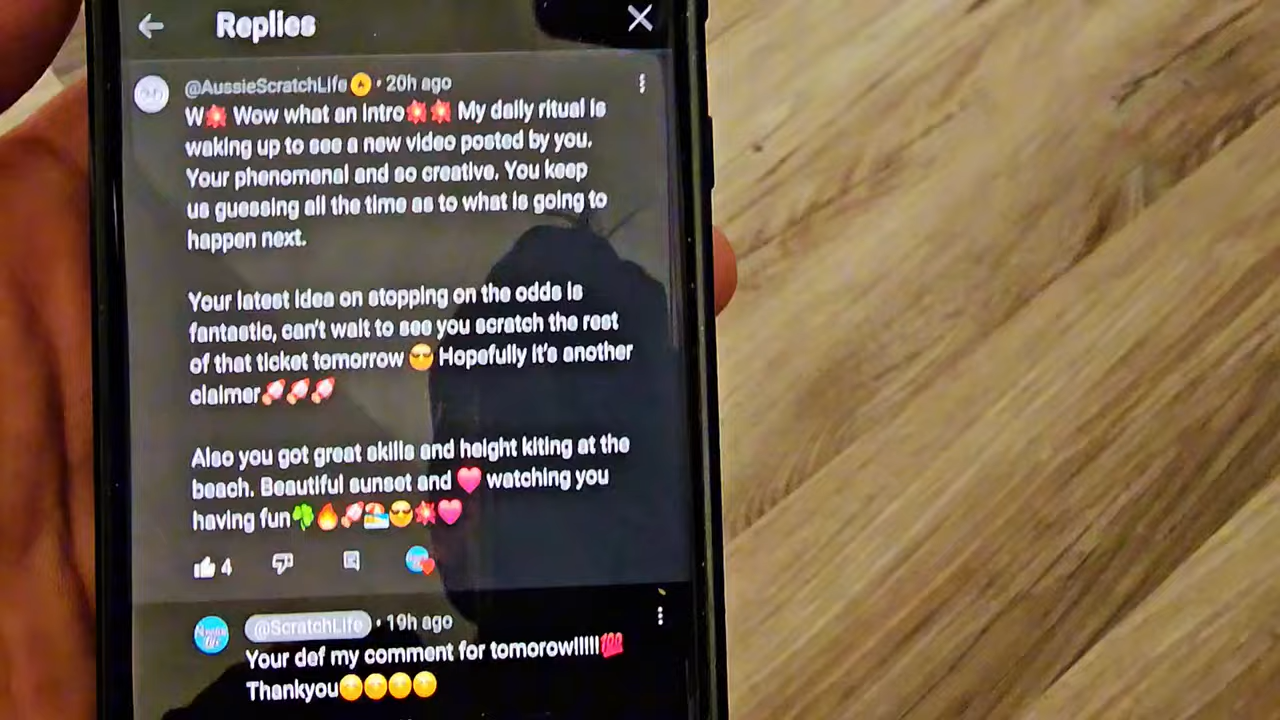 Replies
@AussieScratchLife • 20h ago
W💥 Wow what an intro💥💥 My daily ritual is
waking up to see a new video posted by you.
Your phenomenal and so creative. You keep
us guessing all the time as to what is going to
happen next.
Your latest idea on stopping on the odds is
fantastic, can't wait to see you scratch the rest
of that ticket tomorrow 😎 Hopefully it's another
claimer🚀🚀🚀
Also you got great skills and height kiting at the
beach. Beautiful sunset and ❤️ watching you
having fun🍀🔥🚀🏖️😎💥❤️
4
@ScratchLife • 19h ago
Your def my comment for tomorow!!!!!💯
Thankyou